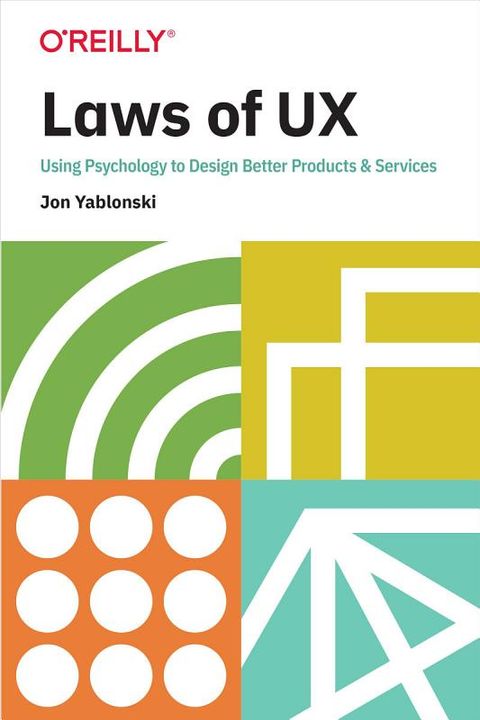 O'REILLY®
Laws of UX
Using Psychology to Design Better Products & Services
Jon Yablonski